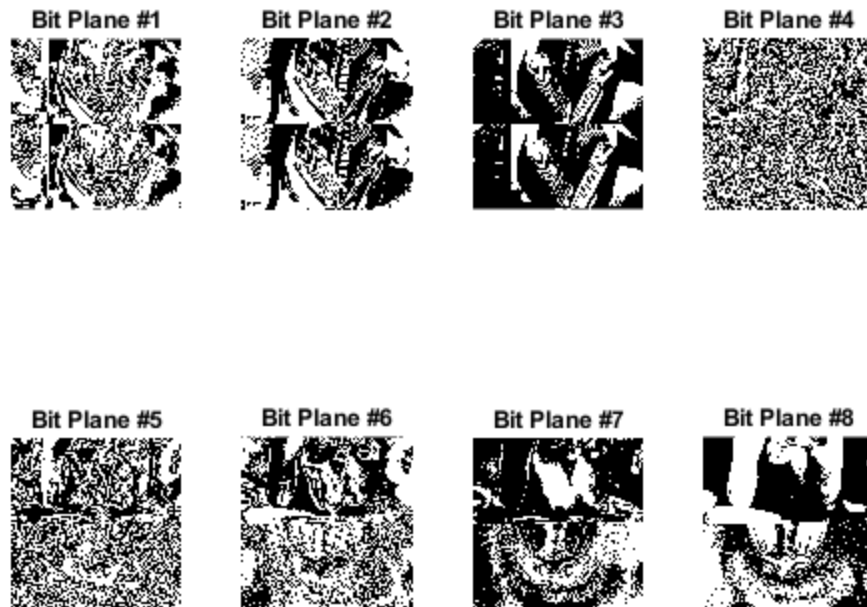 Bit Plane #1
Bit Plane #2
Bit Plane #3
Bit Plane #4
Bit Plane #5
Bit Plane #6
Bit Plane #7
Bit Plane #8